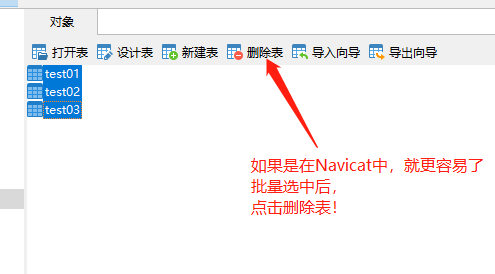 对象
打开表 设计表 新建表 删除表 导入向导 导出向导
test01
test02
test03
如果是在Navicat中，就更容易了
批量选中后，
点击删除表！